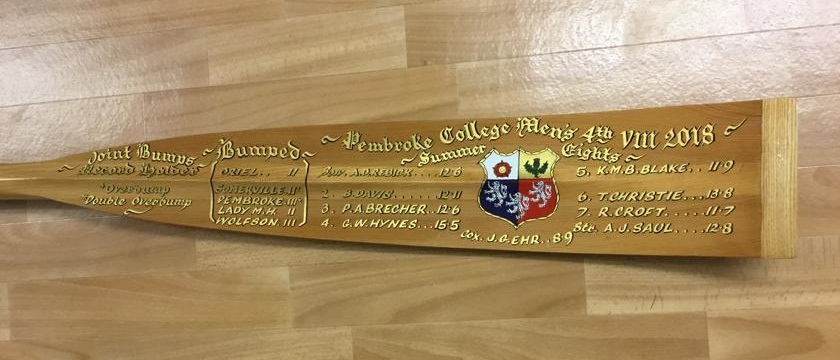 Joint Bumps
Record Holder
Overbump
Double Overbump
~ Bumped ~
ORIEL.. II
SOMERVILLE. II
PEMBROKE. III
LADY M.H. II
WOLFSON. III
~ Pembroke College Men's 4th VIII 2018 ~
~ Summer Eights ~
Bow. A.D. REBICK... 12·6
2. B. DAVIS....... 12·11
3. P.A. BRECHER.. 12·6
4. G.W. HYNES... 15·5
Cox. J.G. EHR.. 8·9
5. K.M.B. BLAKE.. 11·9
6. T. CHRISTIE.... 13·8
7. R. CROFT...... 11·7
Str. A.J. SAUL.... 12·8